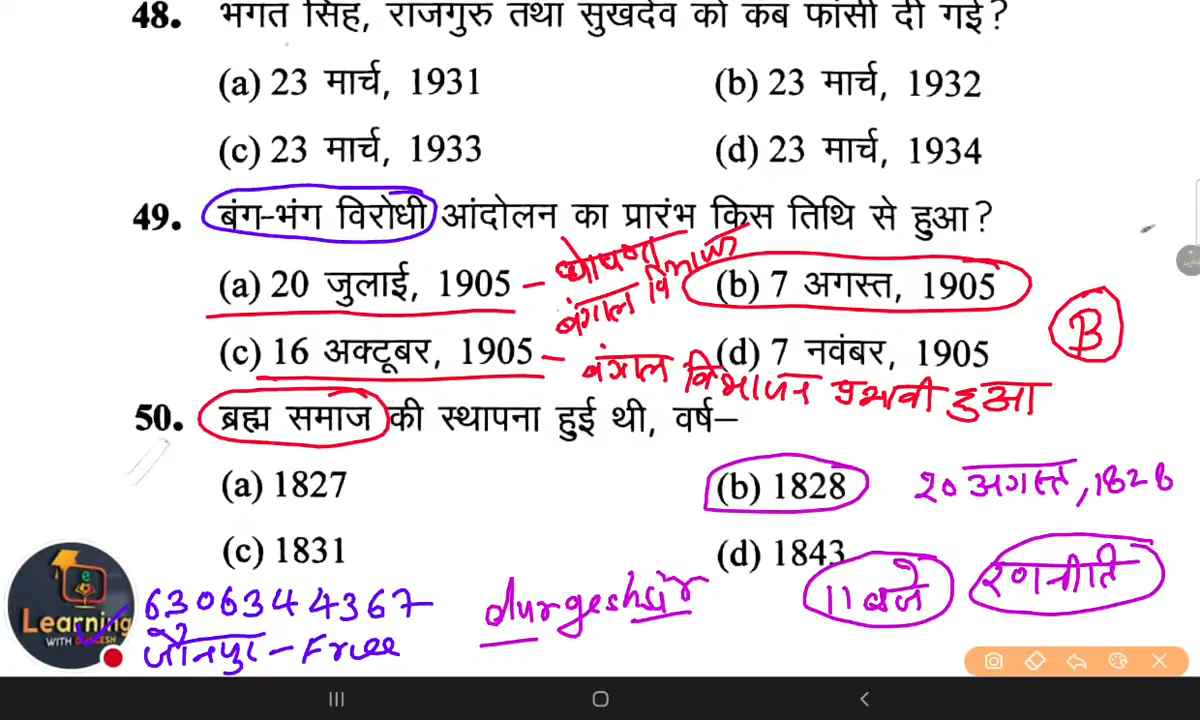 48. भगत सिंह, राजगुरु तथा सुखदेव को कब फांसी दी गई?
(a) 23 मार्च, 1931 (b) 23 मार्च, 1932
(c) 23 मार्च, 1933 (d) 23 मार्च, 1934
49. बंग-भंग विरोधी आंदोलन का प्रारंभ किस तिथि से हुआ?
(a) 20 जुलाई, 1905 – घोषणा (b) 7 अगस्त, 1905
बंगाल विभाजन
B
(c) 16 अक्टूबर, 1905 – (d) 7 नवंबर, 1905
बंगाल विभाजन प्रभावी हुआ
50. ब्रह्म समाज की स्थापना हुई थी, वर्ष–
(a) 1827 (b) 1828 20 अगस्त, 1828
(c) 1831 (d) 1843
11 बजे रणनीति
e
Learning
WITH DURGESH
6306344367 durgesh sir
जौनपुर – Free